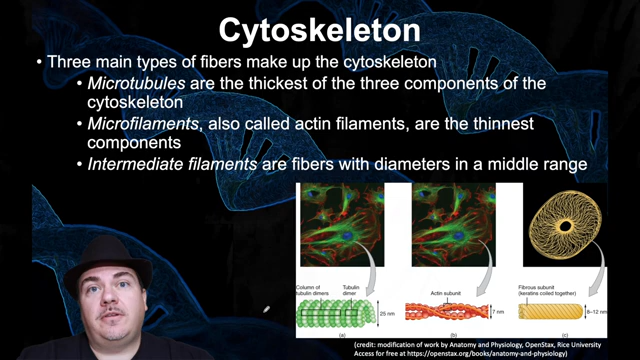 Cytoskeleton
• Three main types of fibers make up the cytoskeleton
• Microtubules are the thickest of the three components of the
cytoskeleton
• Microfilaments, also called actin filaments, are the thinnest
components
• Intermediate filaments are fibers with diameters in a middle range
Column of
tubulin dimers
Tubulin
dimer
25 nm
(a)
Actin subunit
7 nm
(b)
Fibrous subunit
(keratins coiled together)
8–12 nm
(c)
(credit: modification of work by Anatomy and Physiology, OpenStax, Rice University
Access for free at https://openstax.org/books/anatomy-and-physiology)